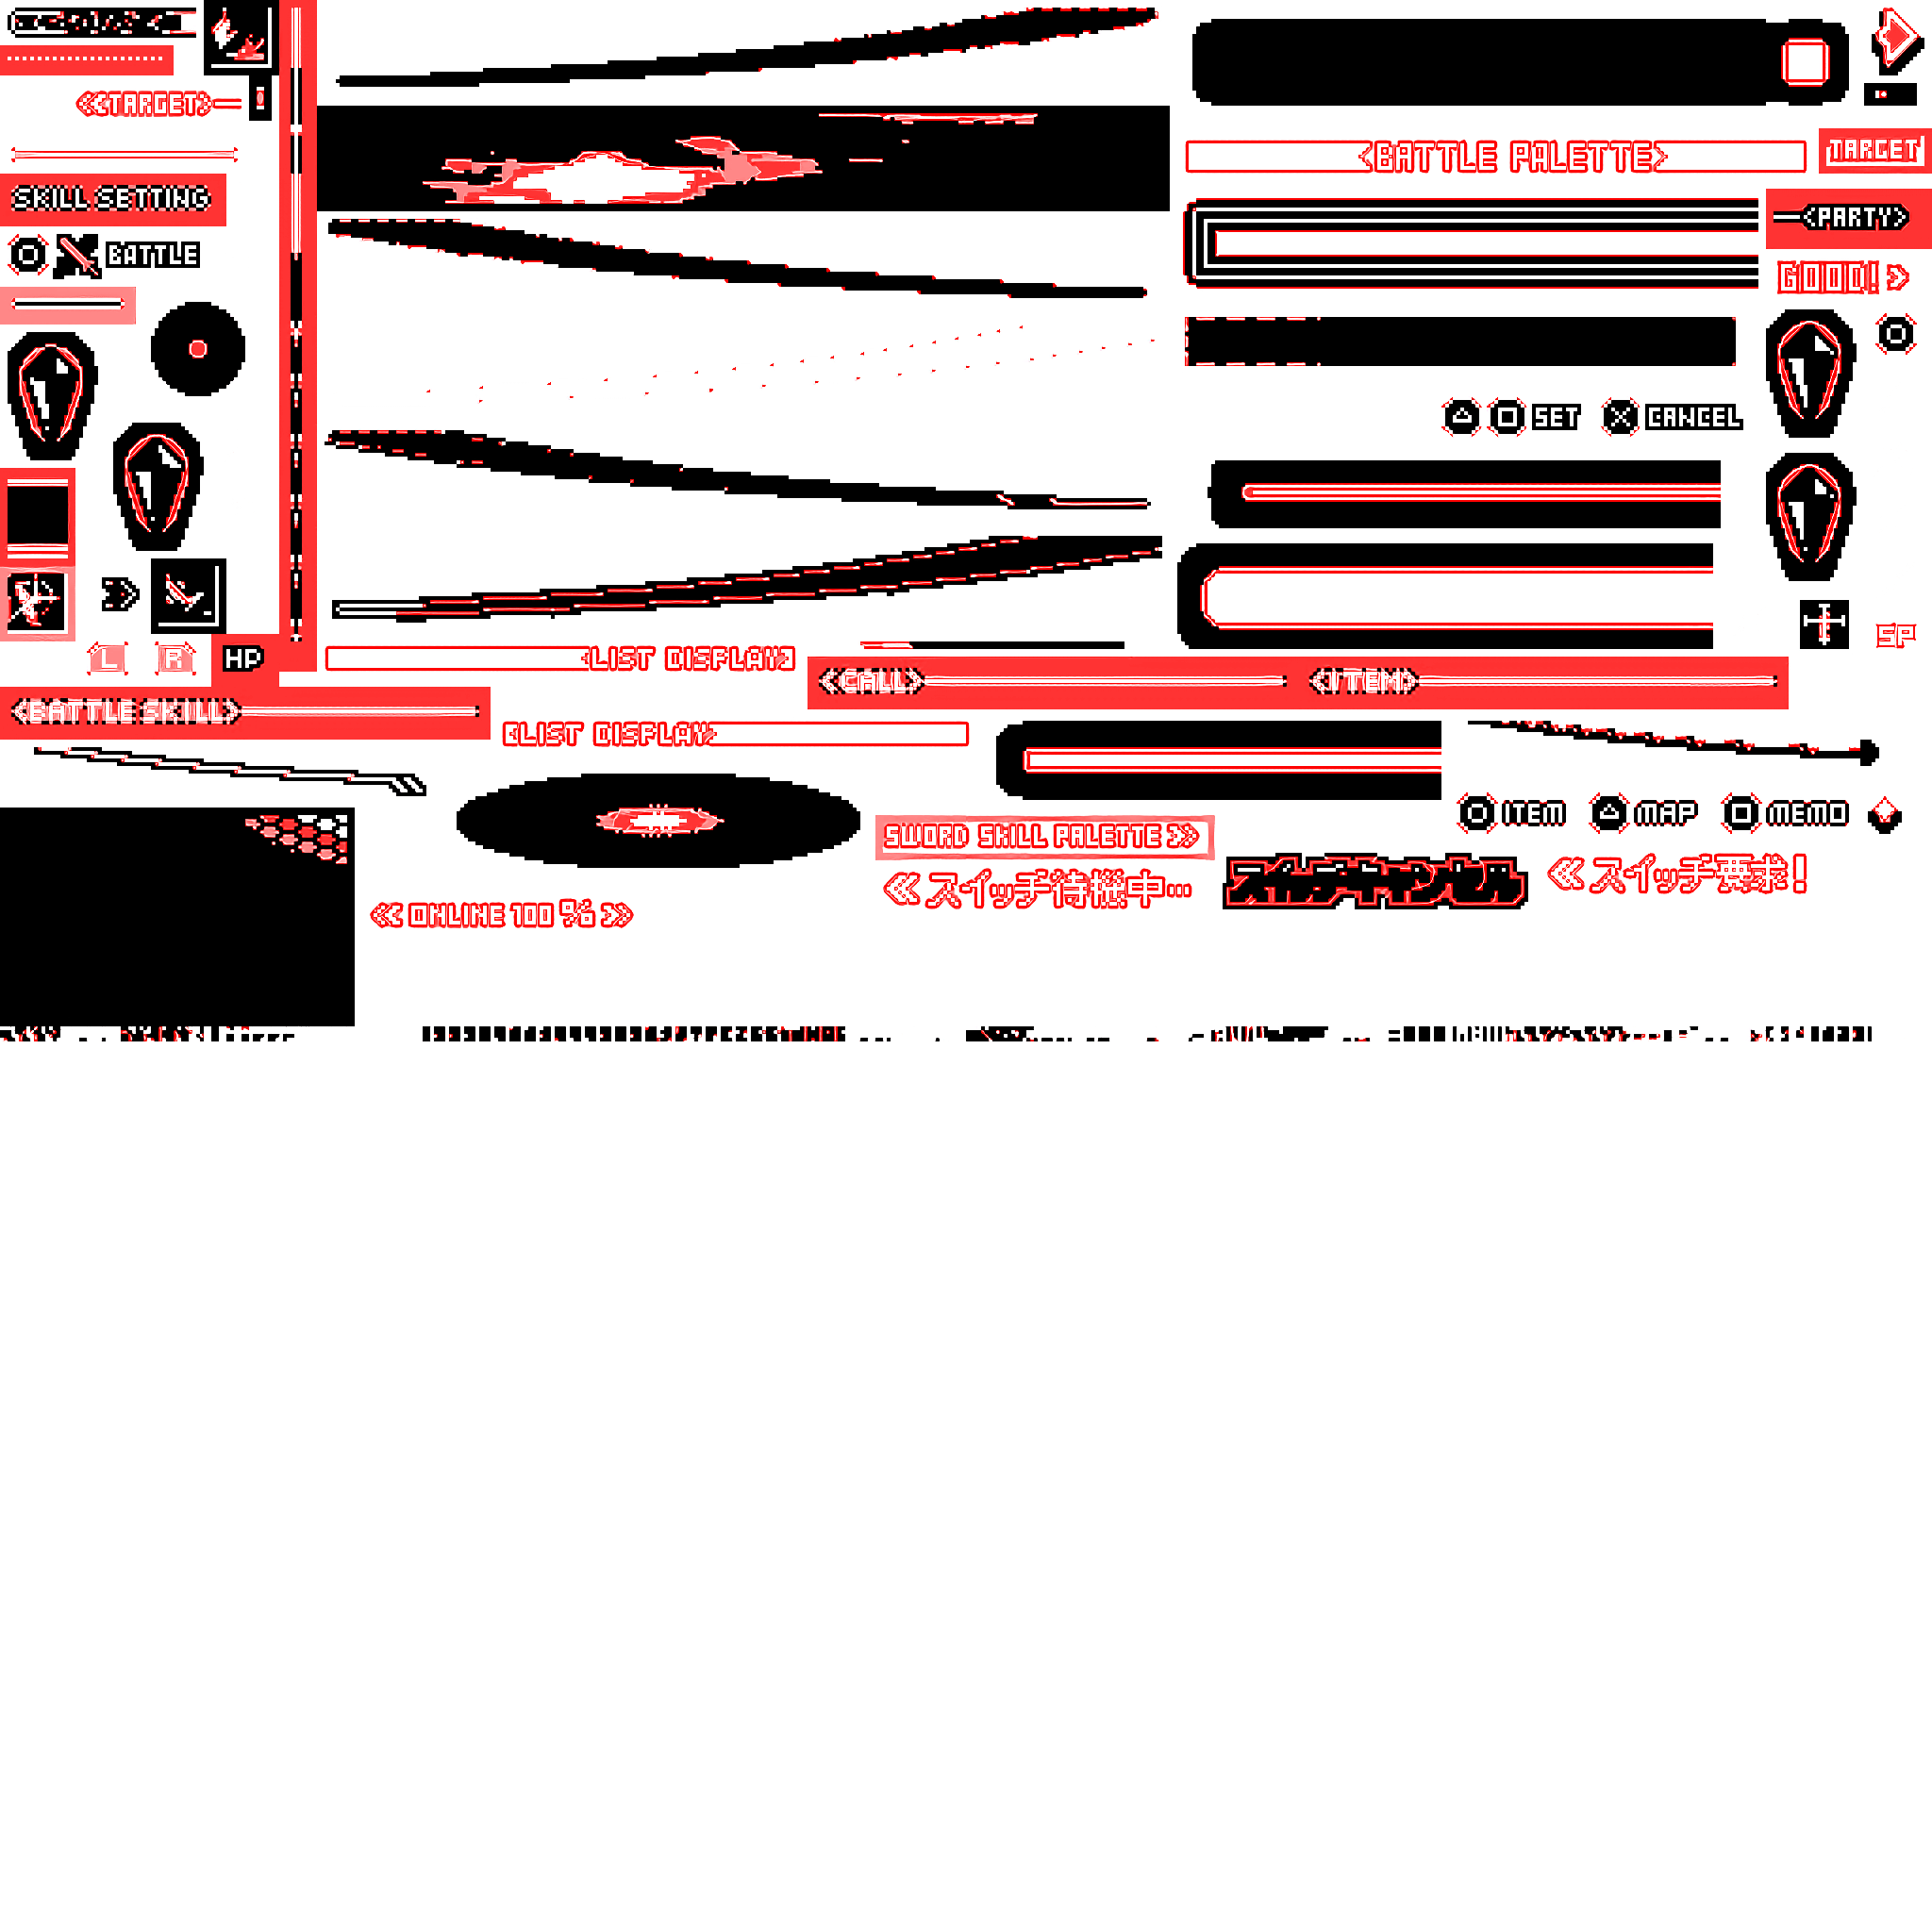 <<TARGET>
<BATTLE PALETTE>
TARGET
SKILL SETTING
<PARTY>
BATTLE
GOOD! >
SET CANCEL
L R HP
<LIST DISPLAY>
SP
<CALL>
<ITEM>
<BATTLE SKILL>
<LIST DISPLAY>
ITEM MAP MEMO
SWORD SKILL PALETTE >>
≪スイッチ待機中…
≪スイッチ要求!
<< ONLINE 100 % >>